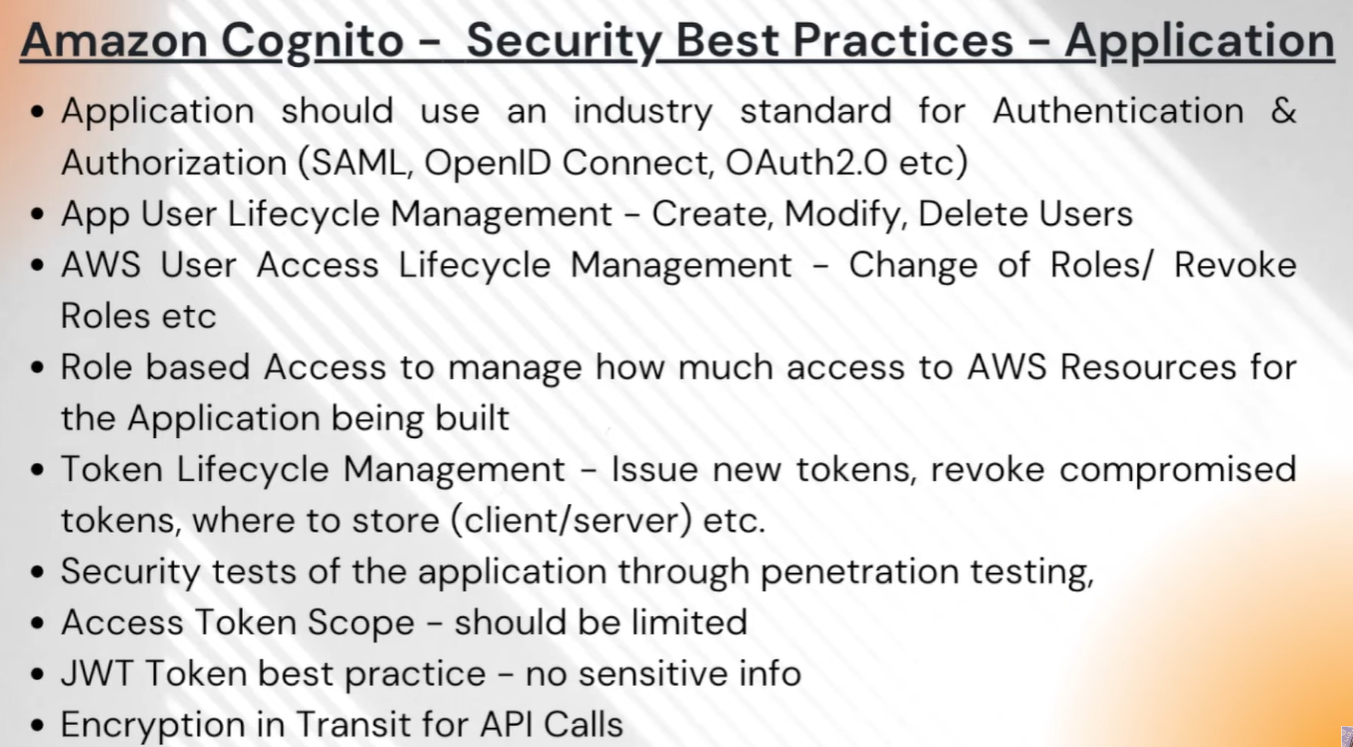 Amazon Cognito – Security Best Practices – Application
• Application should use an industry standard for Authentication &
Authorization (SAML, OpenID Connect, OAuth2.0 etc)
• App User Lifecycle Management – Create, Modify, Delete Users
• AWS User Access Lifecycle Management – Change of Roles/ Revoke
Roles etc
• Role based Access to manage how much access to AWS Resources for
the Application being built
• Token Lifecycle Management – Issue new tokens, revoke compromised
tokens, where to store (client/server) etc.
• Security tests of the application through penetration testing,
• Access Token Scope – should be limited
• JWT Token best practice – no sensitive info
• Encryption in Transit for API Calls